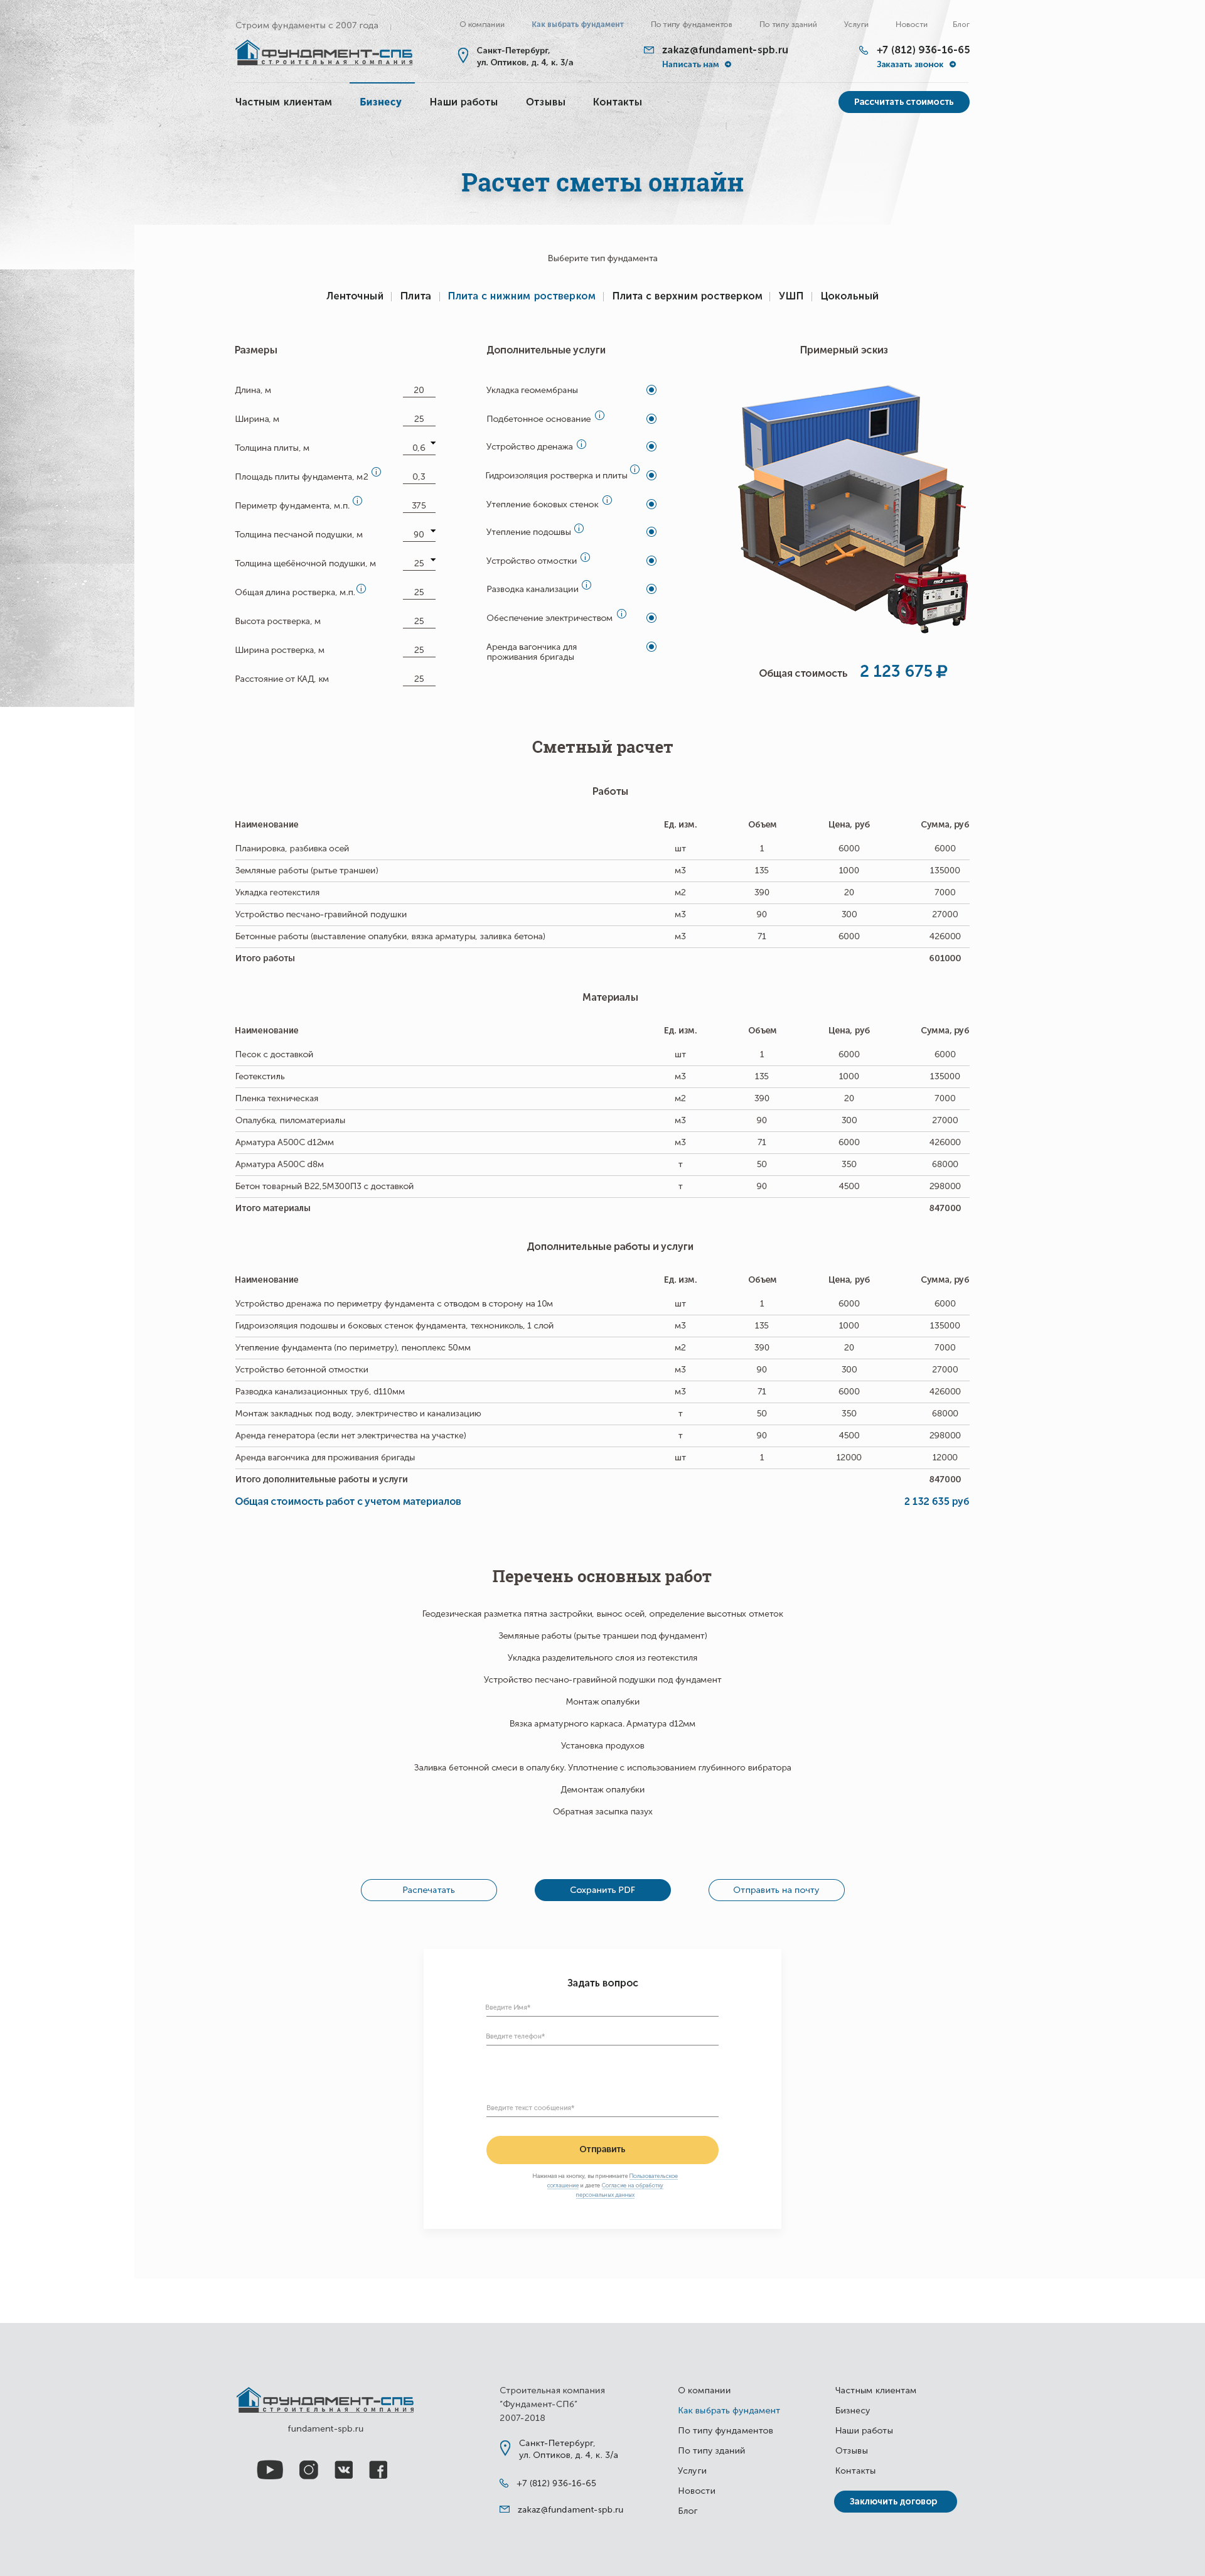 Строим фундаменты с 2007 года
О компании Как выбрать фундамент По типу фундаментов По типу зданий Услуги Новости Блог
ФУНДАМЕНТ-СПБ
СТРОИТЕЛЬНАЯ КОМПАНИЯ
Санкт-Петербург,
ул. Оптиков, д. 4, к. 3/а
zakaz@fundament-spb.ru
Написать нам
+7 (812) 936-16-65
Заказать звонок
Частным клиентам Бизнесу Наши работы Отзывы Контакты Рассчитать стоимость
Расчет сметы онлайн
Выберите тип фундамента
Ленточный Плита Плита с нижним ростверком Плита с верхним ростверком УШП Цокольный
Размеры
Длина, м 20
Ширина, м 25
Толщина плиты, м 0,6
Площадь плиты фундамента, м2 0,3
Периметр фундамента, м.п. 375
Толщина песчаной подушки, м 90
Толщина щебёночной подушки, м 25
Общая длина ростверка, м.п. 25
Высота ростверка, м 25
Ширина ростверка, м 25
Расстояние от КАД, км 25
Дополнительные услуги
Укладка геомембраны
Подбетонное основание
Устройство дренажа
Гидроизоляция ростверка и плиты
Утепление боковых стенок
Утепление подошвы
Устройство отмостки
Разводка канализации
Обеспечение электричеством
Аренда вагончика для
проживания бригады
Примерный эскиз
Общая стоимость 2 123 675 ₽
Сметный расчет
Работы
Наименование Ед. изм. Объем Цена, руб Сумма, руб
Планировка, разбивка осей шт 1 6000 6000
Земляные работы (рытье траншеи) м3 135 1000 135000
Укладка геотекстиля м2 390 20 7000
Устройство песчано-гравийной подушки м3 90 300 27000
Бетонные работы (выставление опалубки, вязка арматуры, заливка бетона) м3 71 6000 426000
Итого работы 601000
Материалы
Наименование Ед. изм. Объем Цена, руб Сумма, руб
Песок с доставкой шт 1 6000 6000
Геотекстиль м3 135 1000 135000
Пленка техническая м2 390 20 7000
Опалубка, пиломатериалы м3 90 300 27000
Арматура А500С d12мм м3 71 6000 426000
Арматура А500С d8м т 50 350 68000
Бетон товарный В22,5М300П3 с доставкой т 90 4500 298000
Итого материалы 847000
Дополнительные работы и услуги
Наименование Ед. изм. Объем Цена, руб Сумма, руб
Устройство дренажа по периметру фундамента с отводом в сторону на 10м шт 1 6000 6000
Гидроизоляция подошвы и боковых стенок фундамента, технониколь, 1 слой м3 135 1000 135000
Утепление фундамента (по периметру), пеноплекс 50мм м2 390 20 7000
Устройство бетонной отмостки м3 90 300 27000
Разводка канализационных труб, d110мм м3 71 6000 426000
Монтаж закладных под воду, электричество и канализацию т 50 350 68000
Аренда генератора (если нет электричества на участке) т 90 4500 298000
Аренда вагончика для проживания бригады шт 1 12000 12000
Итого дополнительные работы и услуги 847000
Общая стоимость работ с учетом материалов 2 132 635 руб
Перечень основных работ
Геодезическая разметка пятна застройки, вынос осей, определение высотных отметок
Земляные работы (рытье траншеи под фундамент)
Укладка разделительного слоя из геотекстиля
Устройство песчано-гравийной подушки под фундамент
Монтаж опалубки
Вязка арматурного каркаса. Арматура d12мм
Установка продухов
Заливка бетонной смеси в опалубку. Уплотнение с использованием глубинного вибратора
Демонтаж опалубки
Обратная засыпка пазух
Распечатать Сохранить PDF Отправить на почту
Задать вопрос
Введите Имя*
Введите телефон*
Введите текст сообщения*
Отправить
Нажимая на кнопку, вы принимаете Пользовательское
соглашение и даете Согласие на обработку
персональных данных
ФУНДАМЕНТ-СПБ
СТРОИТЕЛЬНАЯ КОМПАНИЯ
fundament-spb.ru
Строительная компания
"Фундамент-СПб"
2007-2018
Санкт-Петербург,
ул. Оптиков, д. 4, к. 3/а
+7 (812) 936-16-65
zakaz@fundament-spb.ru
О компании
Как выбрать фундамент
По типу фундаментов
По типу зданий
Услуги
Новости
Блог
Частным клиентам
Бизнесу
Наши работы
Отзывы
Контакты
Заключить договор